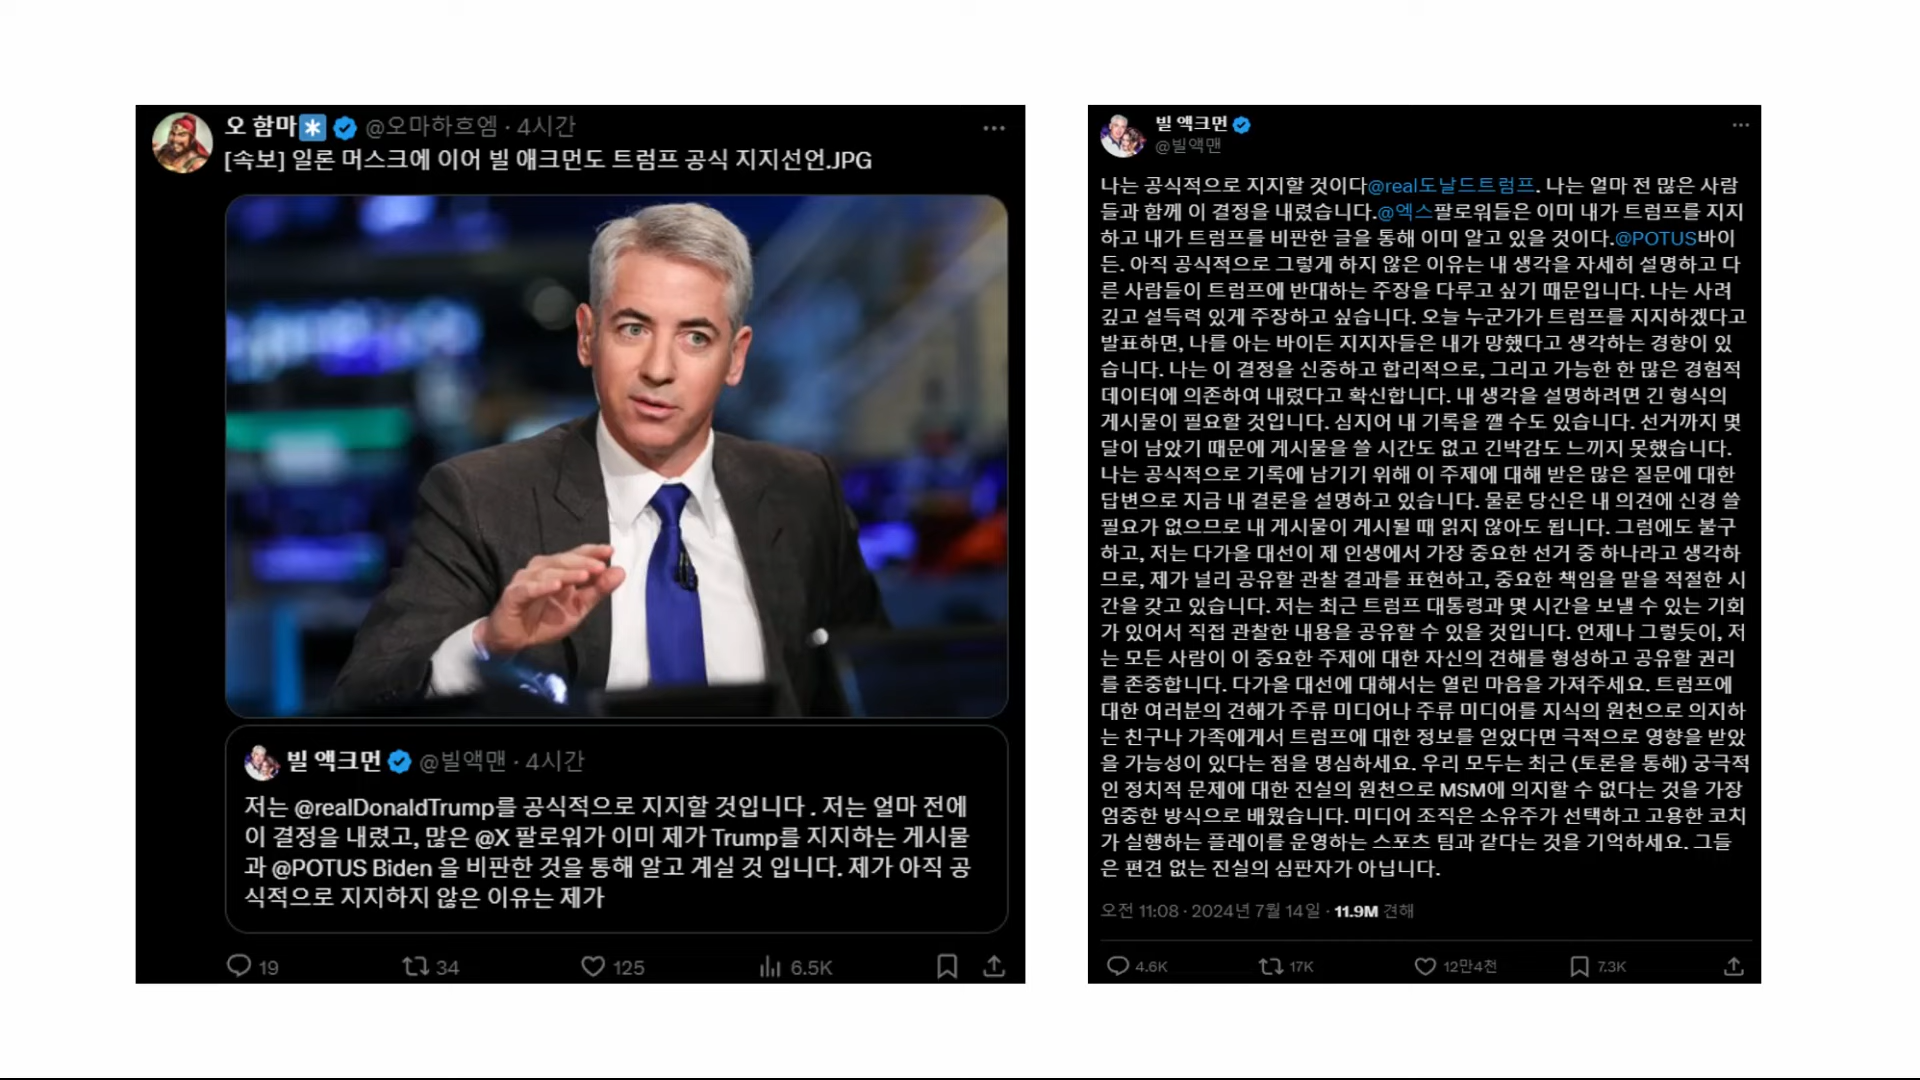 오 함마 @오마하흐엠 · 4시간
[속보] 일론 머스크에 이어 빌 애크먼도 트럼프 공식 지지선언.JPG
빌 액크먼 @빌액맨 · 4시간
저는 @realDonaldTrump를 공식적으로 지지할 것입니다 . 저는 얼마 전에
이 결정을 내렸고, 많은 @X 팔로워가 이미 제가 Trump를 지지하는 게시물
과 @POTUS Biden 을 비판한 것을 통해 알고 계실 것 입니다. 제가 아직 공
식적으로 지지하지 않은 이유는 제가
19 34 125 6.5K
빌 액크먼
@빌액맨
나는 공식적으로 지지할 것이다@real도날드트럼프. 나는 얼마 전 많은 사람
들과 함께 이 결정을 내렸습니다.@엑스팔로워들은 이미 내가 트럼프를 지지
하고 내가 트럼프를 비판한 글을 통해 이미 알고 있을 것이다.@POTUS바이
든. 아직 공식적으로 그렇게 하지 않은 이유는 내 생각을 자세히 설명하고 다
른 사람들이 트럼프에 반대하는 주장을 다루고 싶기 때문입니다. 나는 사려
깊고 설득력 있게 주장하고 싶습니다. 오늘 누군가가 트럼프를 지지하겠다고
발표하면, 나를 아는 바이든 지지자들은 내가 망했다고 생각하는 경향이 있
습니다. 나는 이 결정을 신중하고 합리적으로, 그리고 가능한 한 많은 경험적
데이터에 의존하여 내렸다고 확신합니다. 내 생각을 설명하려면 긴 형식의
게시물이 필요할 것입니다. 심지어 내 기록을 깰 수도 있습니다. 선거까지 몇
달이 남았기 때문에 게시물을 쓸 시간도 없고 긴박감도 느끼지 못했습니다.
나는 공식적으로 기록에 남기기 위해 이 주제에 대해 받은 많은 질문에 대한
답변으로 지금 내 결론을 설명하고 있습니다. 물론 당신은 내 의견에 신경 쓸
필요가 없으므로 내 게시물이 게시될 때 읽지 않아도 됩니다. 그럼에도 불구
하고, 저는 다가올 대선이 제 인생에서 가장 중요한 선거 중 하나라고 생각하
므로, 제가 널리 공유할 관찰 결과를 표현하고, 중요한 책임을 맡을 적절한 시
간을 갖고 있습니다. 저는 최근 트럼프 대통령과 몇 시간을 보낼 수 있는 기회
가 있어서 직접 관찰한 내용을 공유할 수 있을 것입니다. 언제나 그렇듯이, 저
는 모든 사람이 이 중요한 주제에 대한 자신의 견해를 형성하고 공유할 권리
를 존중합니다. 다가올 대선에 대해서는 열린 마음을 가져주세요. 트럼프에
대한 여러분의 견해가 주류 미디어나 주류 미디어를 지식의 원천으로 의지하
는 친구나 가족에게서 트럼프에 대한 정보를 얻었다면 극적으로 영향을 받았
을 가능성이 있다는 점을 명심하세요. 우리 모두는 최근 (토론을 통해) 궁극적
인 정치적 문제에 대한 진실의 원천으로 MSM에 의지할 수 없다는 것을 가장
엄중한 방식으로 배웠습니다. 미디어 조직은 소유주가 선택하고 고용한 코치
가 실행하는 플레이를 운영하는 스포츠 팀과 같다는 것을 기억하세요. 그들
은 편견 없는 진실의 심판자가 아닙니다.
오전 11:08 · 2024년 7월 14일 · 11.9M 견해
4.6K 17K 12만4천 7.3K